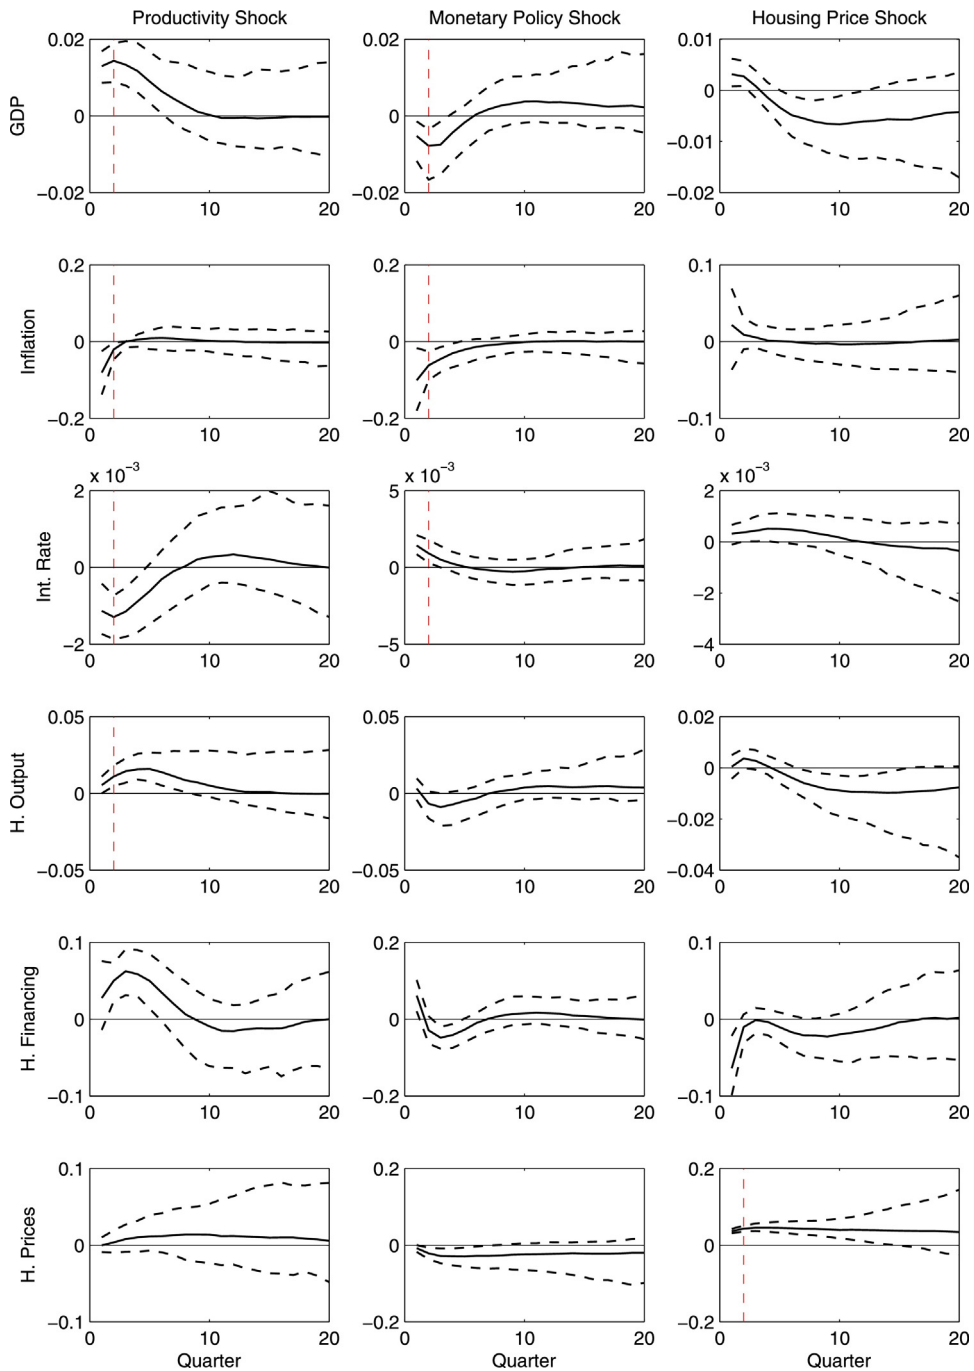 Productivity Shock Monetary Policy Shock Housing Price Shock
GDP
0.02 0 −0.02
0 10 20
0.02 0 −0.02
0 10 20
0.01 0 −0.01 −0.02
0 10 20
Inflation
0.2 0 −0.2
0 10 20
0.2 0 −0.2
0 10 20
0.1 0 −0.1
0 10 20
Int. Rate
x 10⁻³
2 0 −2
0 10 20
x 10⁻³
5 0 −5
0 10 20
x 10⁻³
2 0 −2 −4
0 10 20
H. Output
0.05 0 −0.05
0 10 20
0.05 0 −0.05
0 10 20
0.02 0 −0.02 −0.04
0 10 20
H. Financing
0.1 0 −0.1
0 10 20
0.2 0 −0.2
0 10 20
0.1 0 −0.1
0 10 20
H. Prices
0.1 0 −0.1
0 10 20
Quarter
0.2 0 −0.2
0 10 20
Quarter
0.2 0 −0.2
0 10 20
Quarter